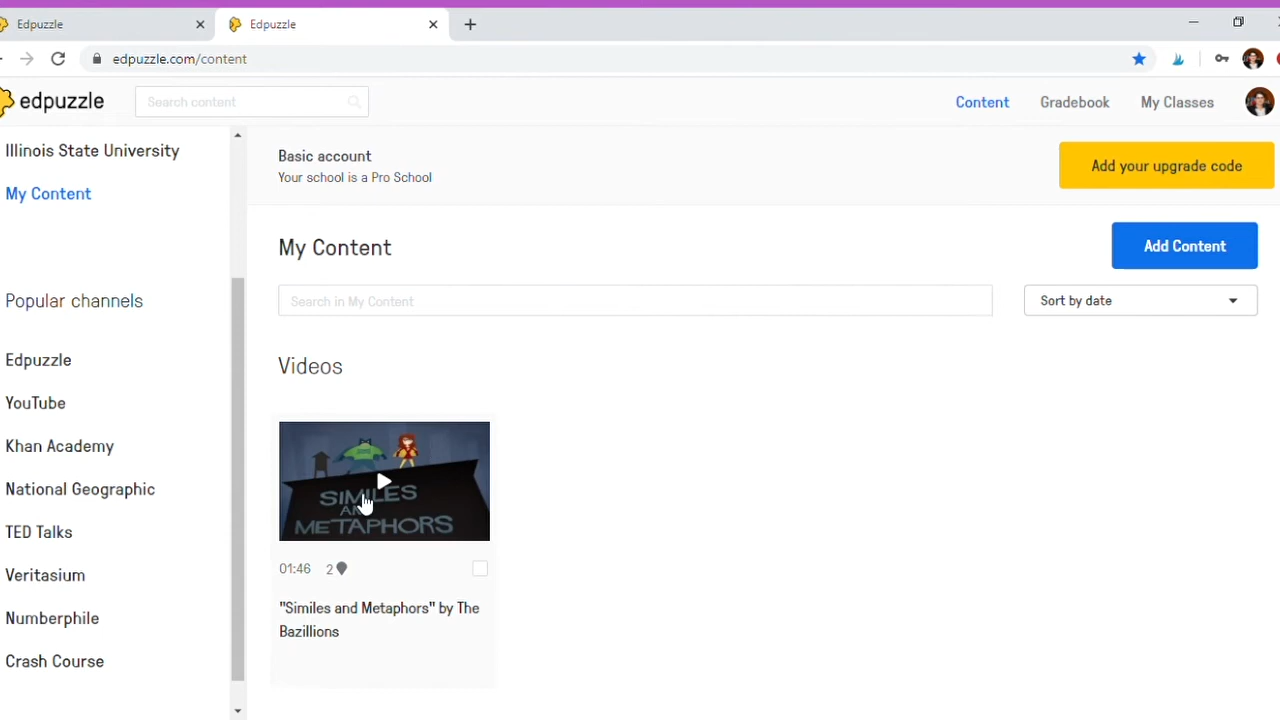 Edpuzzle
Edpuzzle
edpuzzle.com/content
edpuzzle
Search content
Content
Gradebook
My Classes
Illinois State University
My Content
Popular channels
Edpuzzle
YouTube
Khan Academy
National Geographic
TED Talks
Veritasium
Numberphile
Crash Course
Basic account
Your school is a Pro School
Add your upgrade code
My Content
Add Content
Search in My Content
Sort by date
Videos
SIMILES
AND
METAPHORS
01:46 2
"Similes and Metaphors" by The
Bazillions